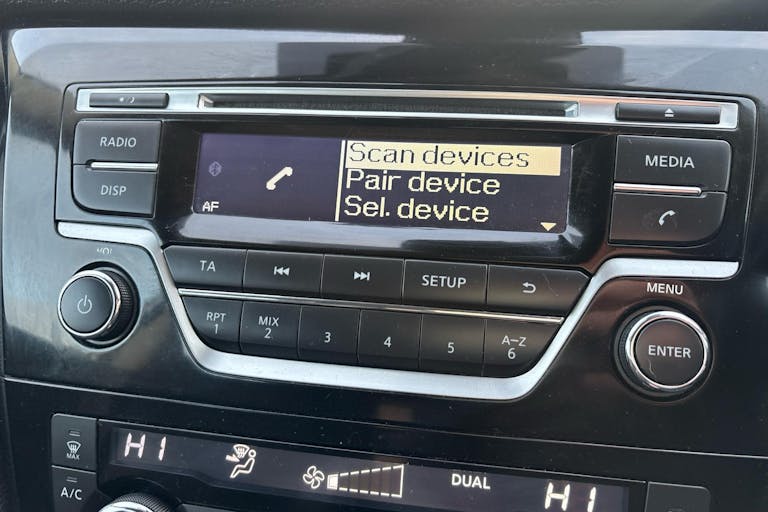 RADIO
DISP
AF
Scan devices
Pair device
Sel. device
MEDIA
VOL
TA
SETUP
MENU
RPT
1
MIX
2
3
4
5
A–Z
6
ENTER
MAX
A/C
HI
DUAL
HI